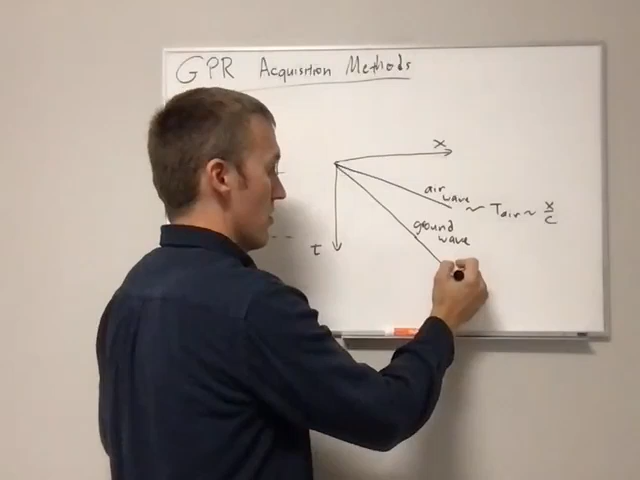 GPR Acquisition Methods
x
air
wave
~ Tair ~ x/c
ground
wave
t